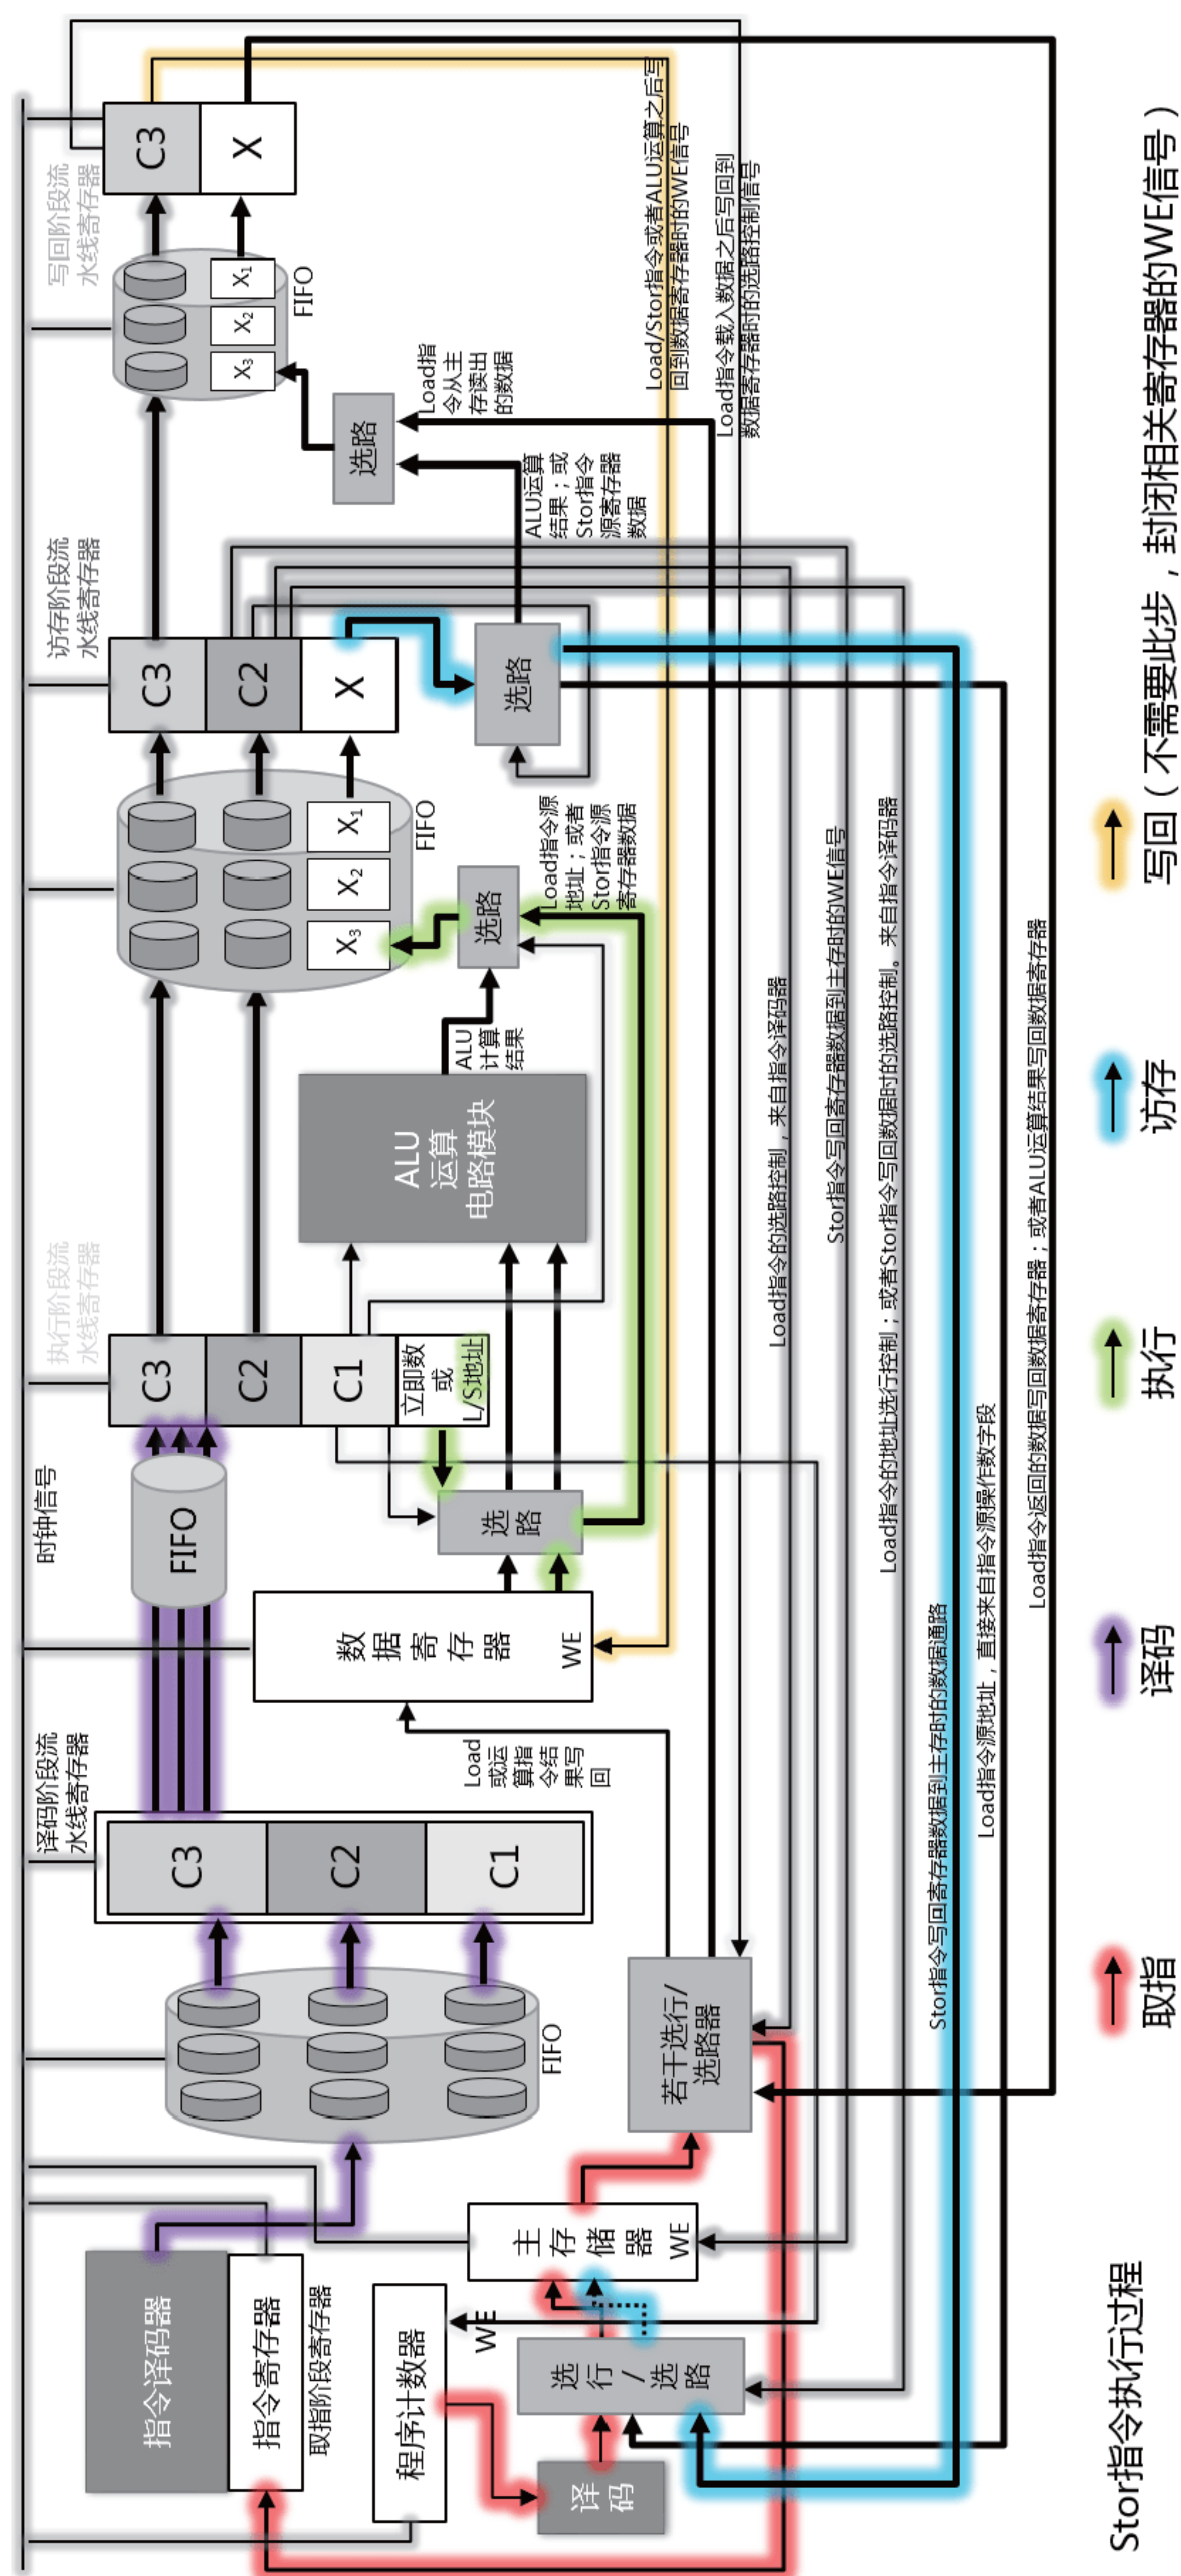 时钟信号
指令译码器
指令寄存器
取指阶段寄存器
程序计数器
WE
译
码
选
行
/
选
路
主
存
储
器
WE
若干选行/
选路器
FIFO
译码阶段流
水线寄存器
C3
C2
C1
Load
或运
算指
令结
果写
回
FIFO
数
据
寄
存
器
WE
选
路
执行阶段流
水线寄存器
C3
C2
C1
立即数
或
L/S地址
ALU
运算
电路模块
ALU
计算
结果
选路
Load指令源
地址；或者
Stor指令源
寄存器数据
X3
X2
X1
FIFO
访存阶段流
水线寄存器
C3
C2
X
选路
ALU运算
结果；或
Stor指令
源寄存器
数据
选路
Load指
令从主
存读出
的数据
X3
X2
X1
FIFO
写回阶段流
水线寄存器
C3
X
Load/Stor指令或者ALU运算之后写
回到数据寄存器时的WE信号
Load指令载入数据之后写回到
数据寄存器时的选路控制信号
Load指令的选路控制，来自指令译码器
Stor指令写回寄存器数据到主存时的WE信号
Load指令的地址选行控制；或者Stor指令写回数据时的选路控制。来自指令译码器
Stor指令写回寄存器数据到主存时的数据通路
Load指令源地址，直接来自指令源操作数字段
Load指令返回的数据写回数据寄存器；或者ALU运算结果写回数据寄存器
Stor指令执行过程
取指
译码
执行
访存
写回（不需要此步，封闭相关寄存器的WE信号）